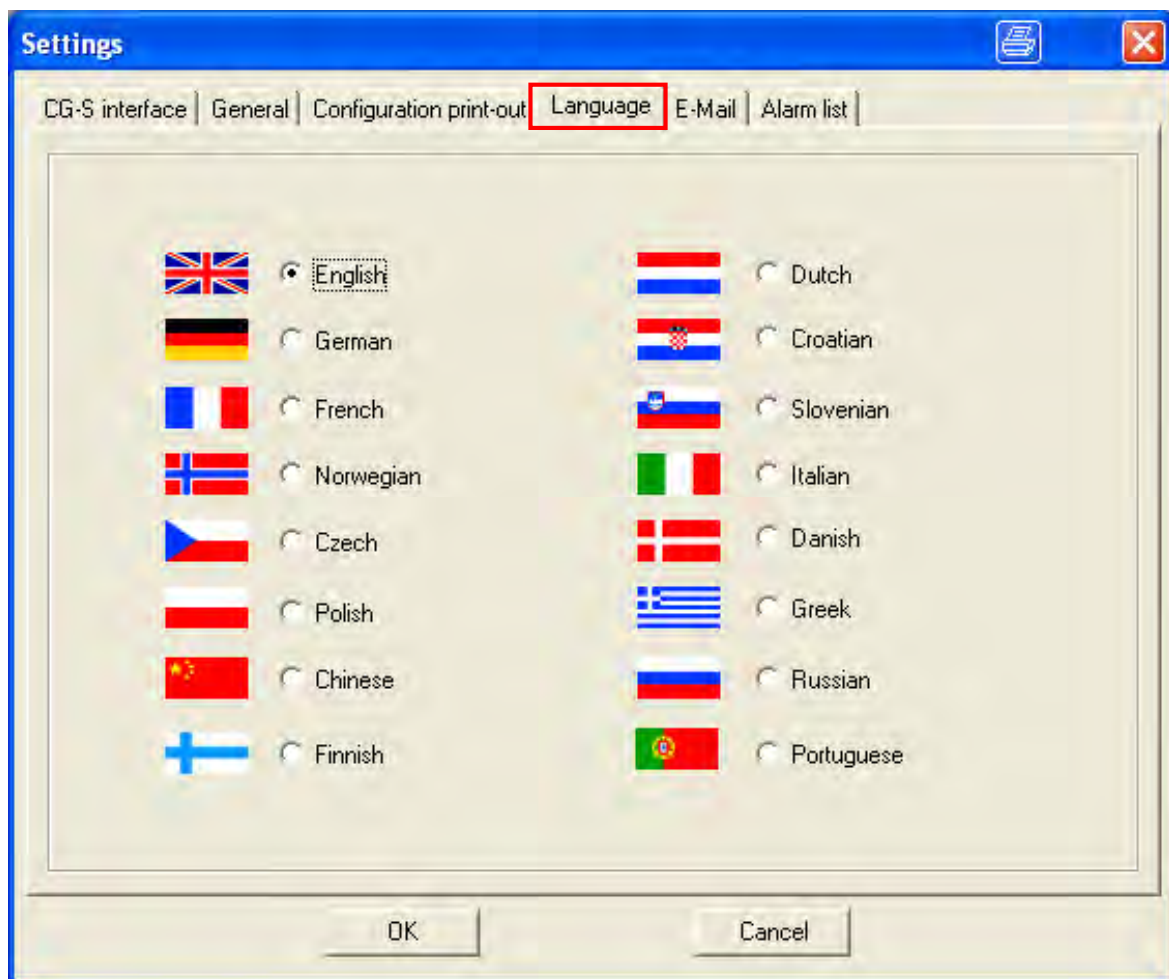 Settings
CG-S interface General Configuration print-out Language E-Mail Alarm list
English
German
French
Norwegian
Czech
Polish
Chinese
Finnish
Dutch
Croatian
Slovenian
Italian
Danish
Greek
Russian
Portuguese
OK Cancel